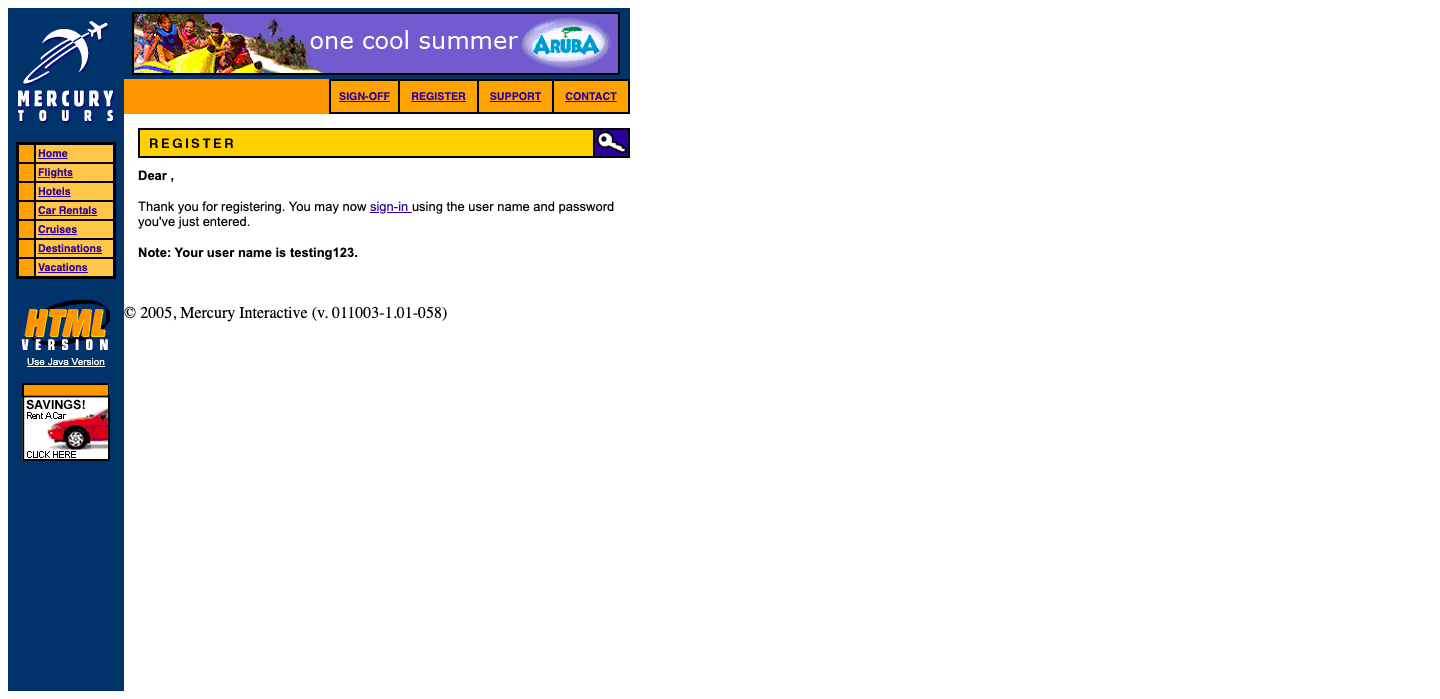 MERCURY
TOURS
Home
Flights
Hotels
Car Rentals
Cruises
Destinations
Vacations
HTML
VERSION
Use Java Version
SAVINGS!
Rent A Car
CLICK HERE
one cool summer ARUBA
SIGN-OFF REGISTER SUPPORT CONTACT
REGISTER
Dear ,
Thank you for registering. You may now sign-in using the user name and password
you've just entered.
Note: Your user name is testing123.
© 2005, Mercury Interactive (v. 011003-1.01-058)